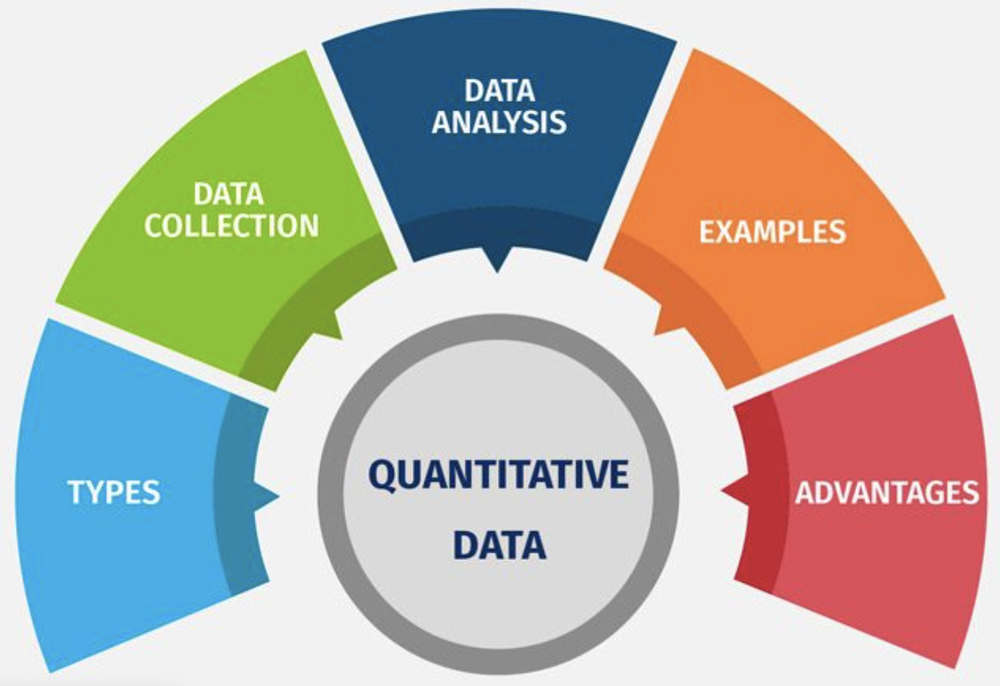 TYPES
DATA
COLLECTION
DATA
ANALYSIS
EXAMPLES
ADVANTAGES
QUANTITATIVE
DATA